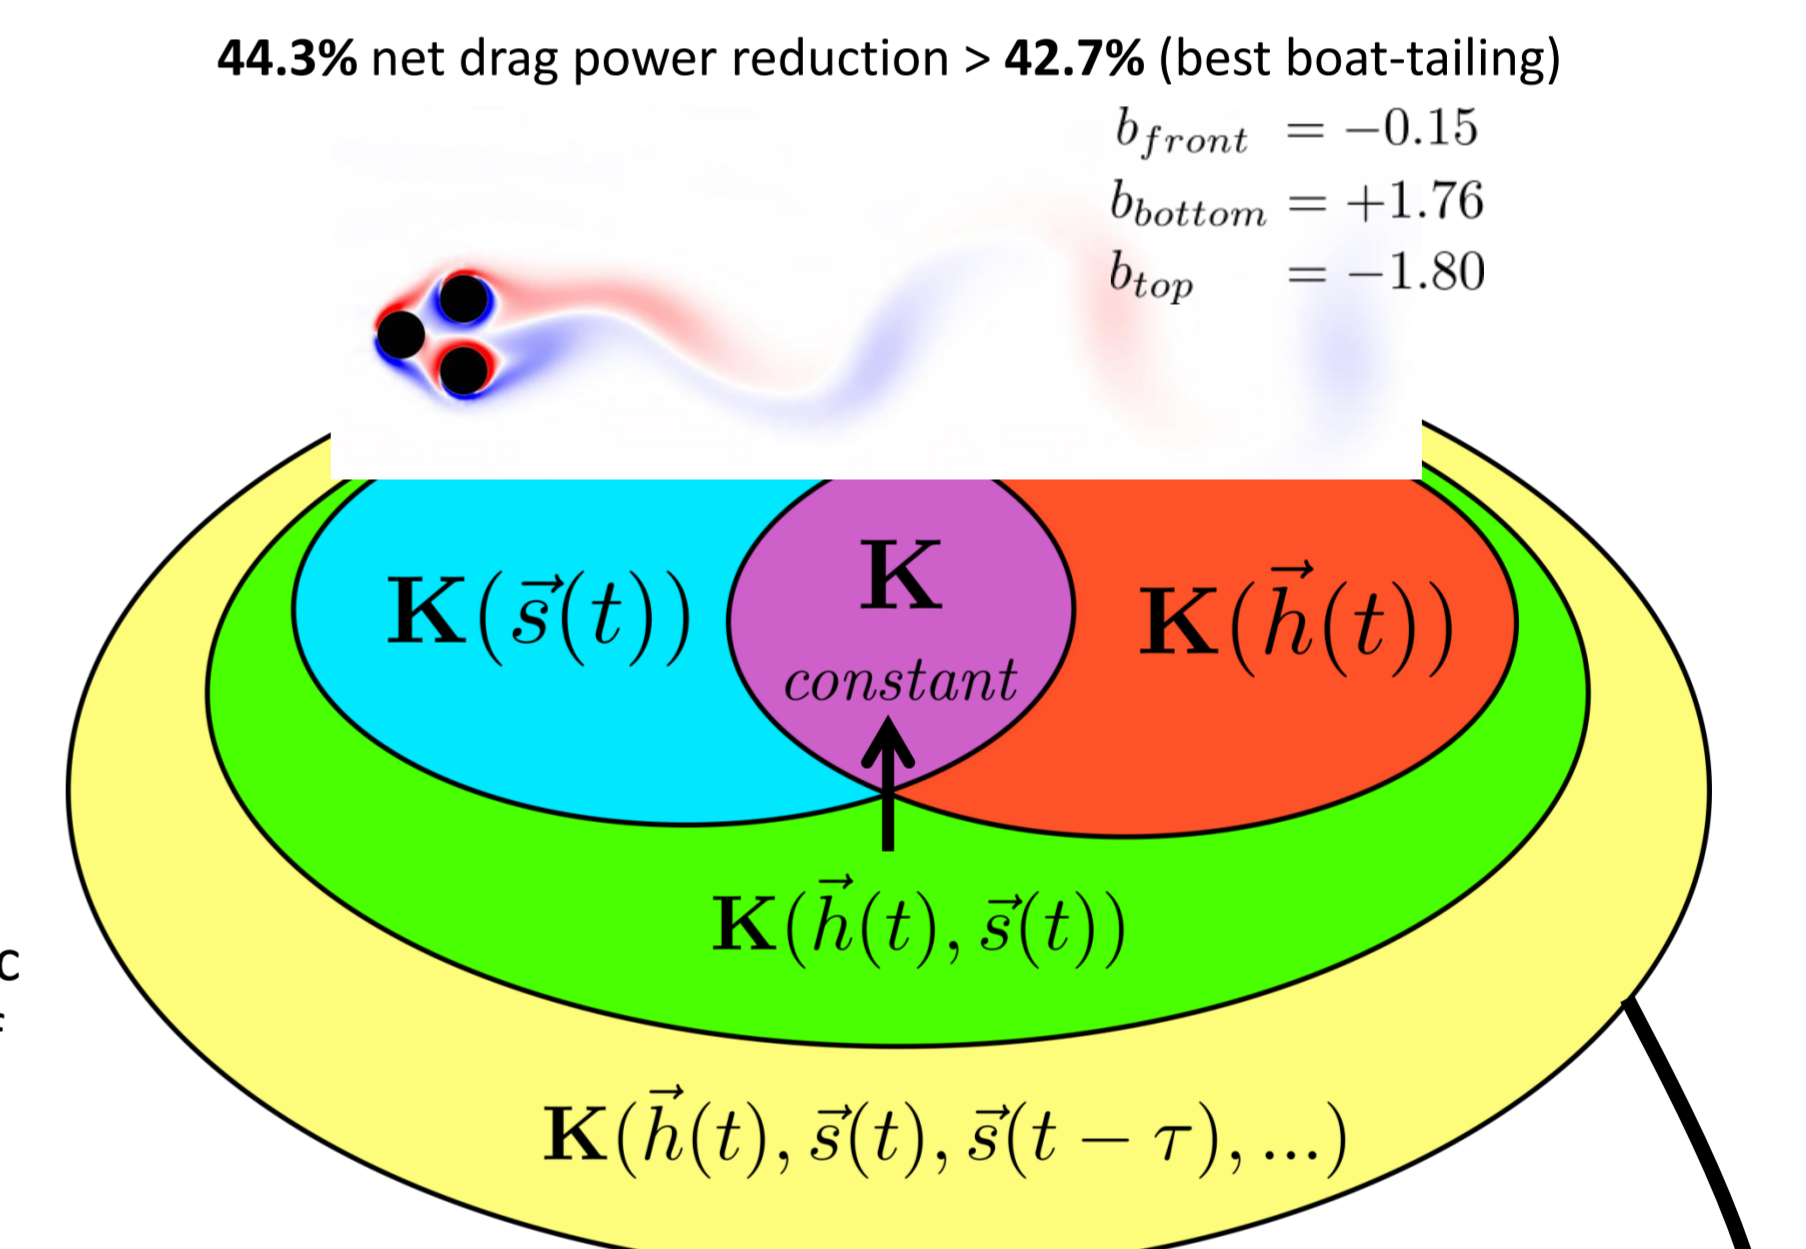 44.3% net drag power reduction > 42.7% (best boat-tailing)
b_front = −0.15
b_bottom = +1.76
b_top = −1.80
K(s⃗(t))
K
constant
K(h⃗(t))
K(h⃗(t), s⃗(t))
c
K(h⃗(t), s⃗(t), s⃗(t − τ), ...)